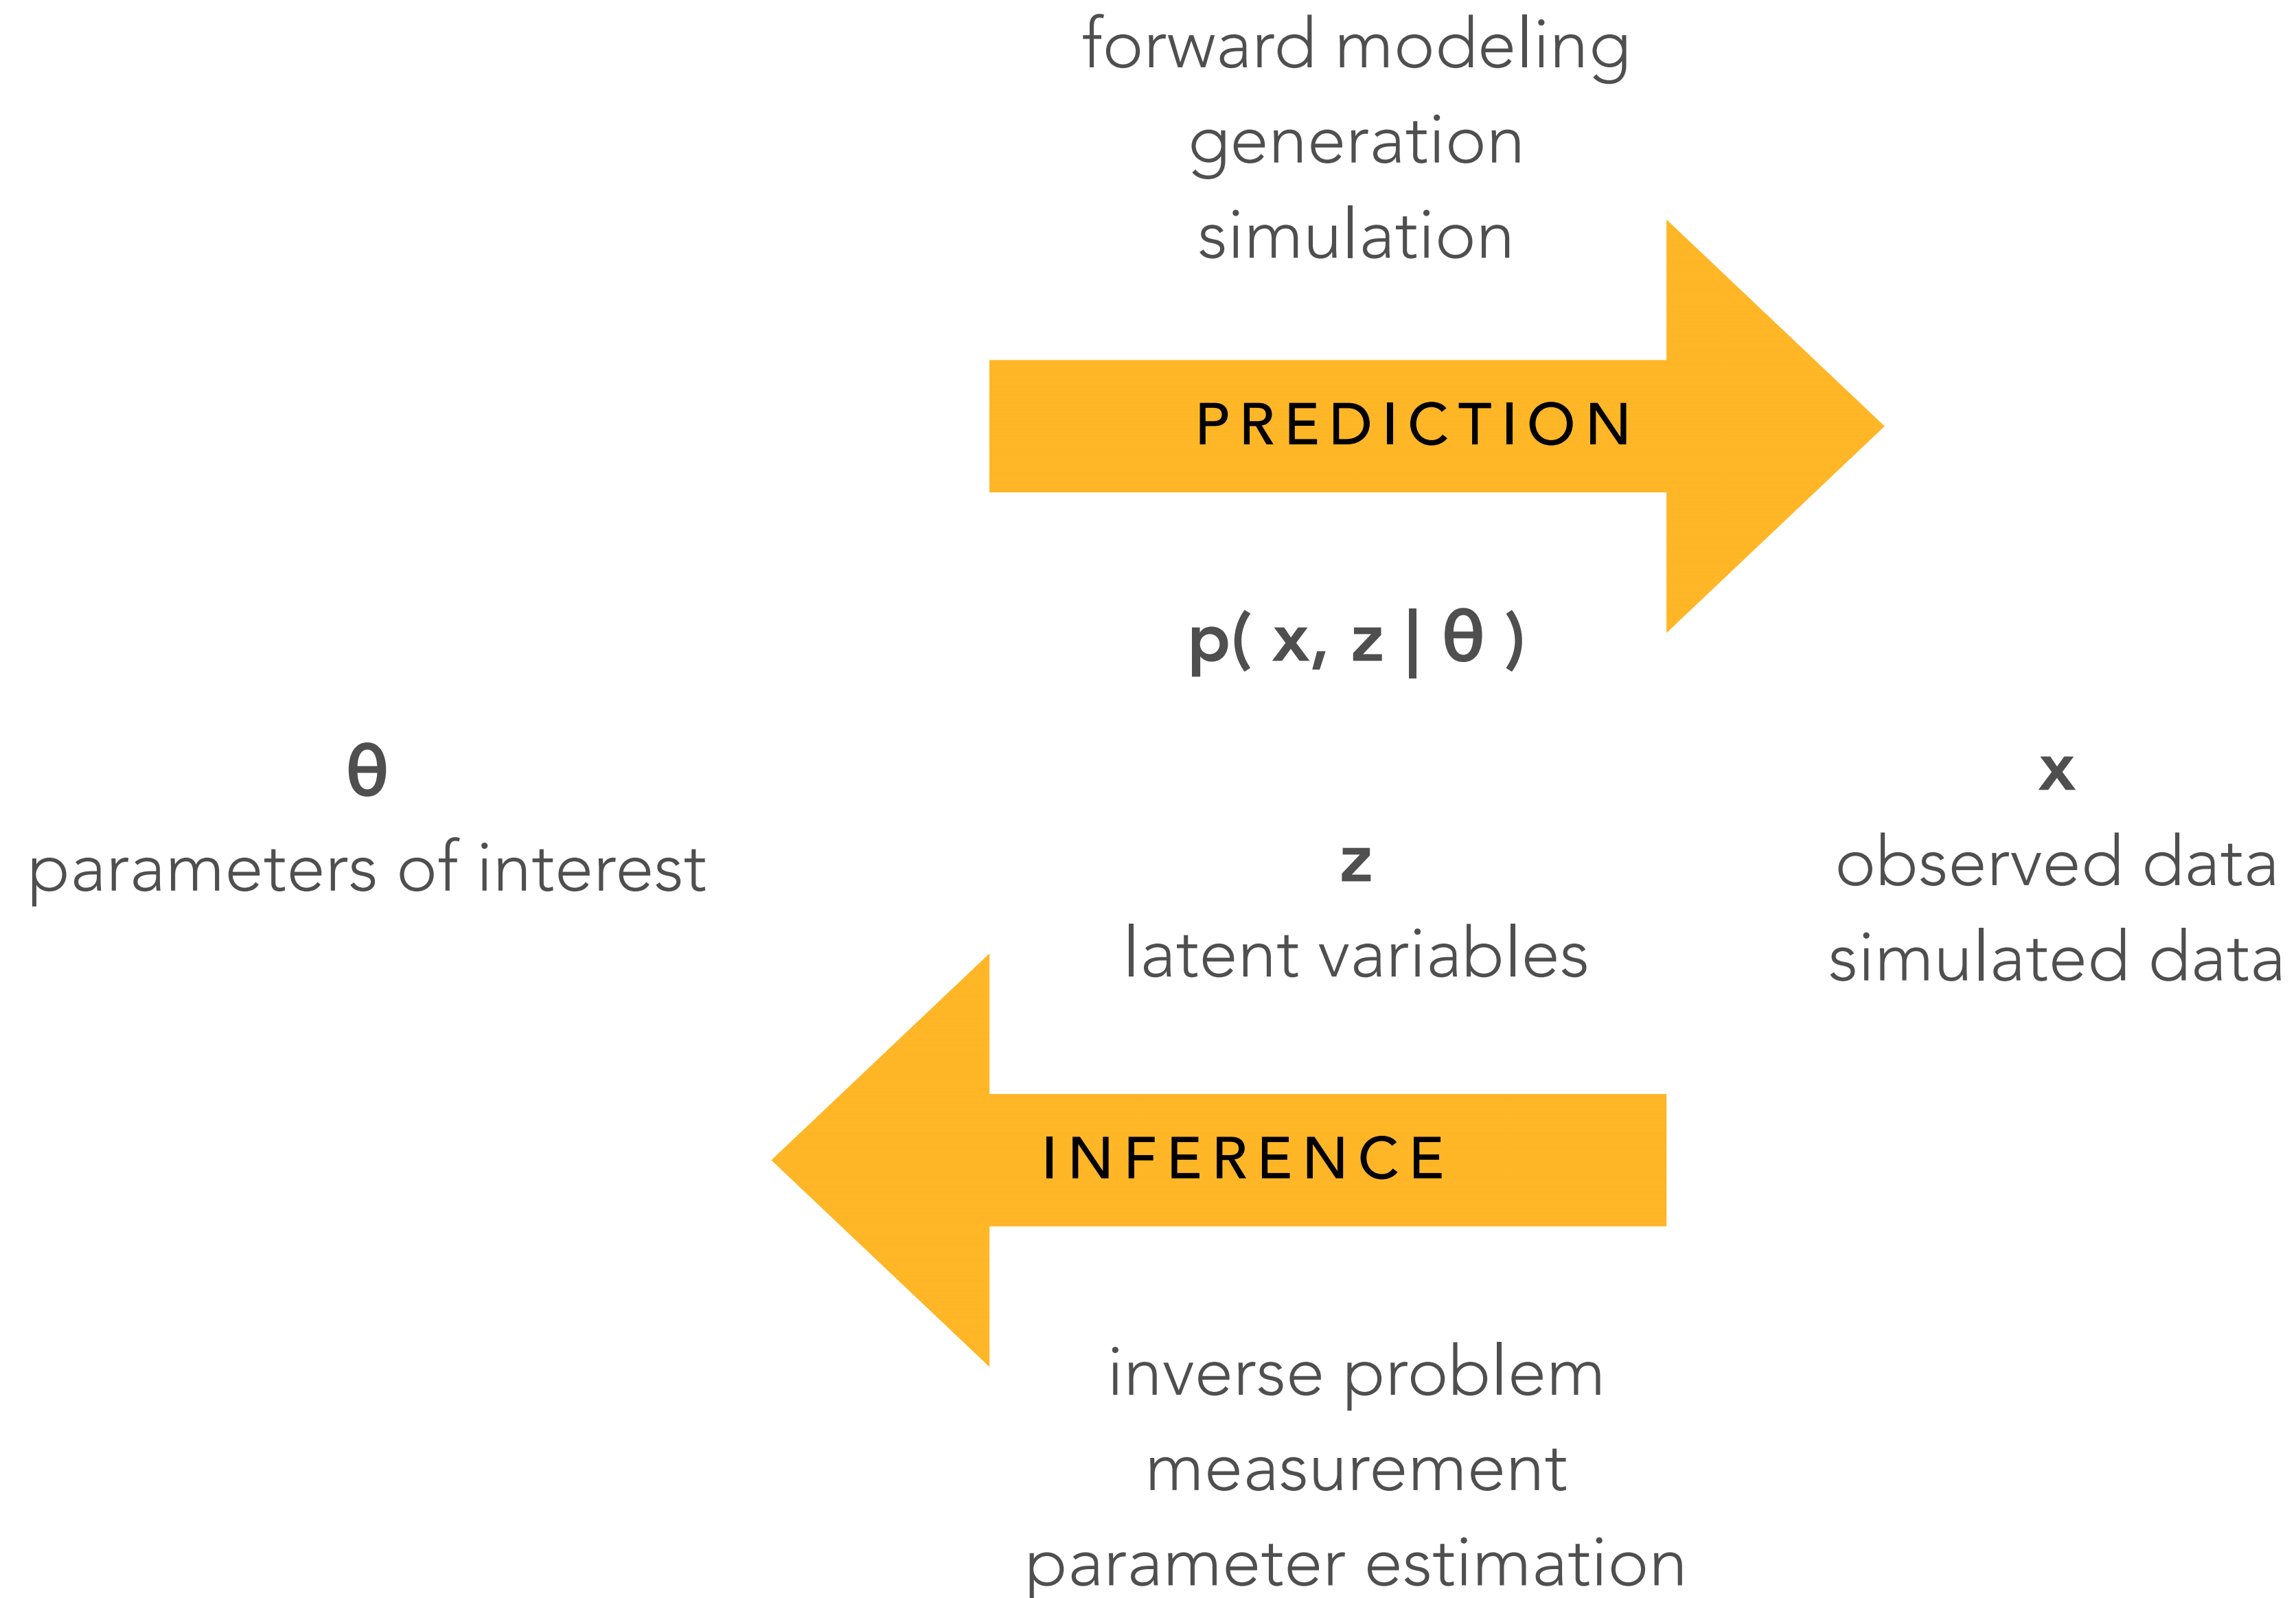 forward modeling
generation
simulation
PREDICTION
p( x, z | θ )
θ
parameters of interest
z
latent variables
x
observed data
simulated data
INFERENCE
inverse problem
measurement
parameter estimation